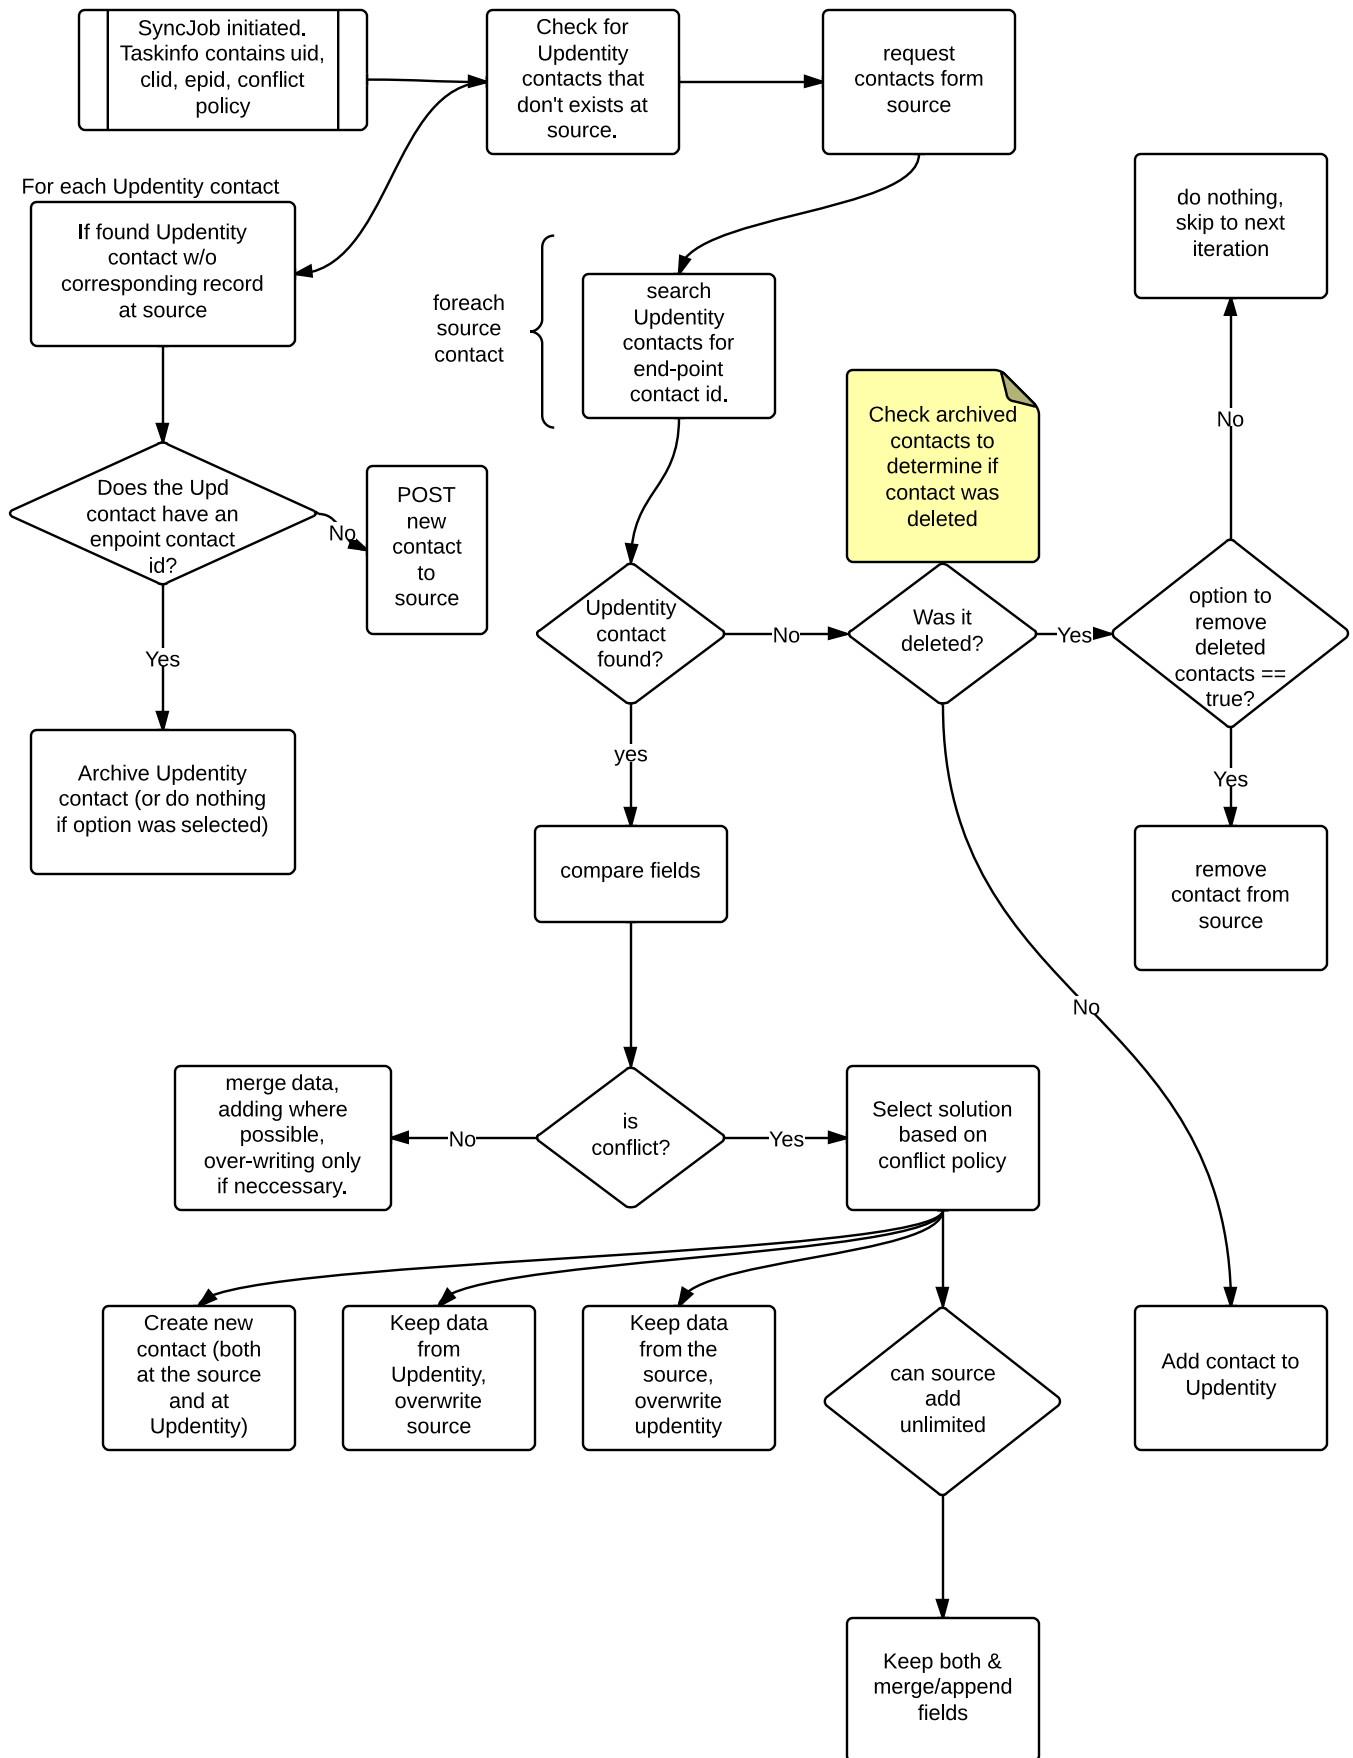 SyncJob initiated.
Taskinfo contains uid,
clid, epid, conflict
policy
Check for
Updentity
contacts that
don't exists at
source.
request
contacts form
source
For each Updentity contact
If found Updentity
contact w/o
corresponding record
at source
do nothing,
skip to next
iteration
foreach
source
contact
search
Updentity
contacts for
end-point
contact id.
Check archived
contacts to
determine if
contact was
deleted
No
Does the Upd
contact have an
enpoint contact
id?
No
POST
new
contact
to
source
Updentity
contact
found?
No
Was it
deleted?
Yes
option to
remove
deleted
contacts ==
true?
Yes
yes
Yes
Archive Updentity
contact (or do nothing
if option was selected)
compare fields
remove
contact from
source
No
merge data,
adding where
possible,
over-writing only
if neccessary.
No
is
conflict?
Yes
Select solution
based on
conflict policy
Create new
contact (both
at the source
and at
Updentity)
Keep data
from
Updentity,
overwrite
source
Keep data
from the
source,
overwrite
updentity
can source
add
unlimited
Add contact to
Updentity
Keep both &
merge/append
fields